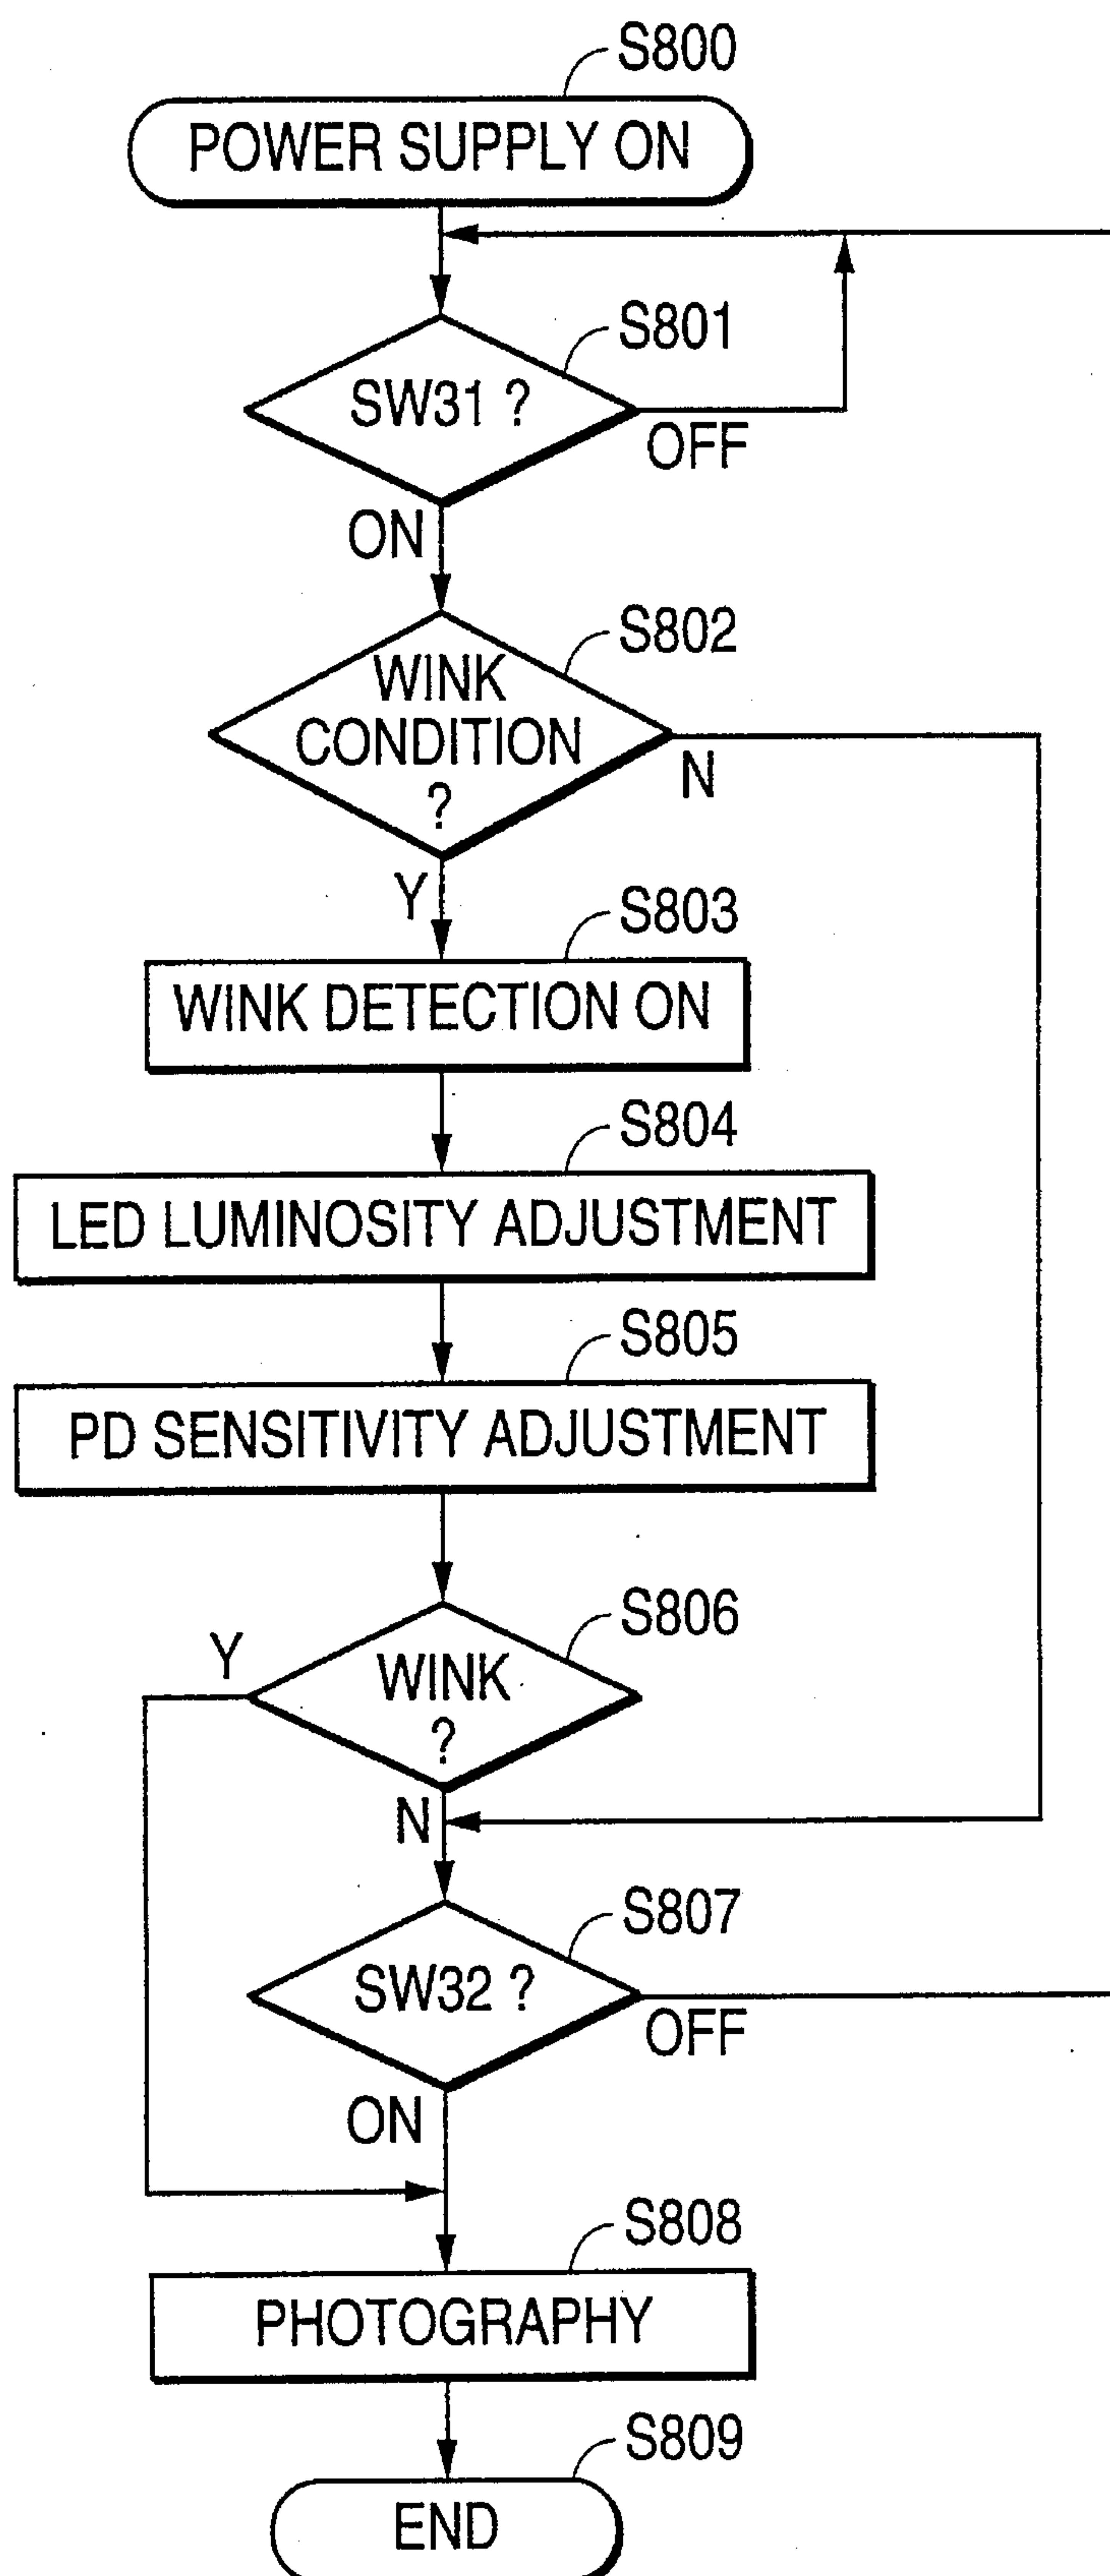 S800
POWER SUPPLY ON
S801
SW31 ?
OFF
ON
S802
WINK
CONDITION
?
N
Y
S803
WINK DETECTION ON
S804
LED LUMINOSITY ADJUSTMENT
S805
PD SENSITIVITY ADJUSTMENT
S806
Y
WINK
?
N
S807
SW32 ?
OFF
ON
S808
PHOTOGRAPHY
S809
END